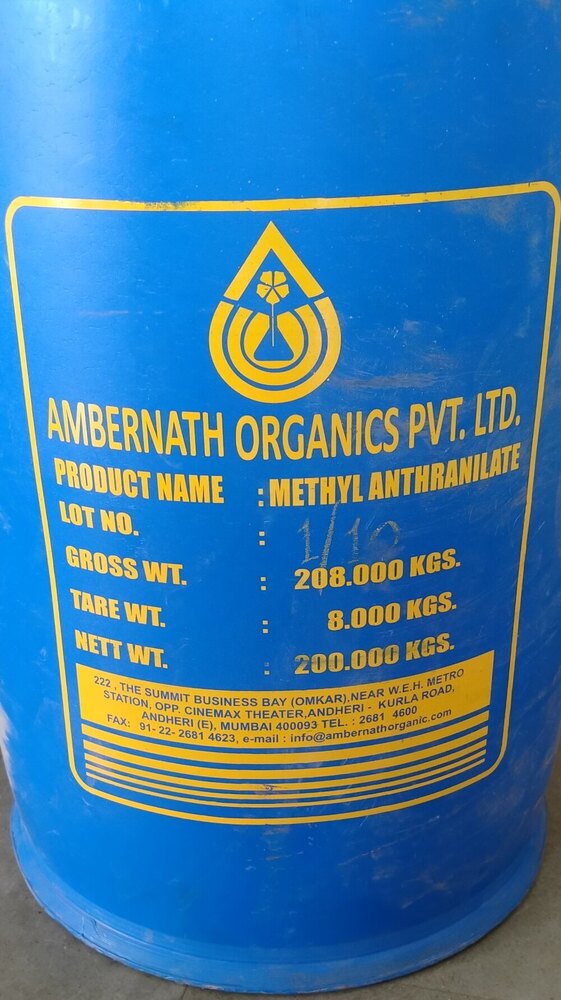 AMBERNATH ORGANICS PVT. LTD.
PRODUCT NAME : METHYL ANTHRANILATE
LOT NO. :
GROSS WT. : 208.000 KGS.
TARE WT. : 8.000 KGS.
NETT WT. : 200.000 KGS.
222 , THE SUMMIT BUSINESS BAY (OMKAR),NEAR W.E.H. METRO
STATION, OPP. CINEMAX THEATER,ANDHERI - KURLA ROAD,
ANDHERI (E), MUMBAI 400093 TEL. : 2681 4600
FAX: 91- 22- 2681 4623, e-mail : info@ambernathorganic.com